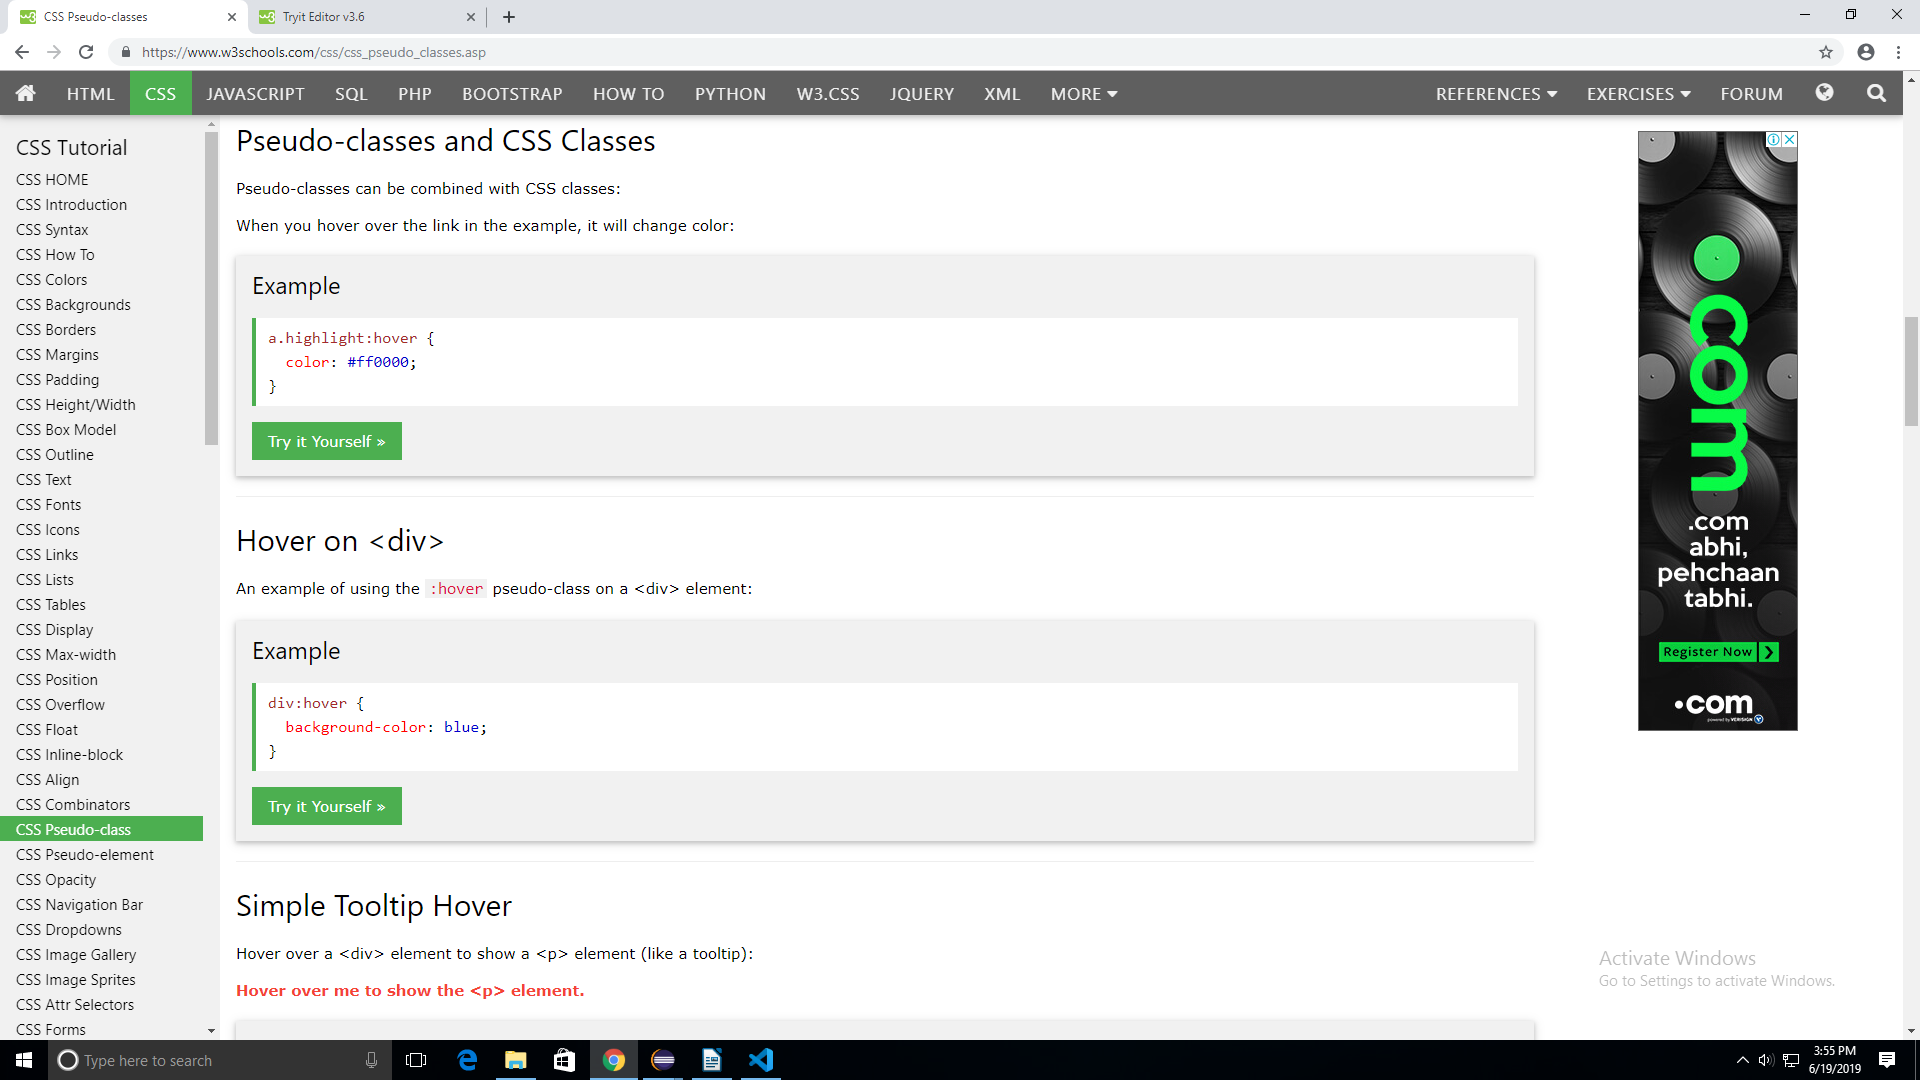 CSS Pseudo-classes
Tryit Editor v3.6
https://www.w3schools.com/css/css_pseudo_classes.asp
HTML CSS JAVASCRIPT SQL PHP BOOTSTRAP HOW TO PYTHON W3.CSS JQUERY XML MORE REFERENCES EXERCISES FORUM
CSS Tutorial
CSS HOME
CSS Introduction
CSS Syntax
CSS How To
CSS Colors
CSS Backgrounds
CSS Borders
CSS Margins
CSS Padding
CSS Height/Width
CSS Box Model
CSS Outline
CSS Text
CSS Fonts
CSS Icons
CSS Links
CSS Lists
CSS Tables
CSS Display
CSS Max-width
CSS Position
CSS Overflow
CSS Float
CSS Inline-block
CSS Align
CSS Combinators
CSS Pseudo-class
CSS Pseudo-element
CSS Opacity
CSS Navigation Bar
CSS Dropdowns
CSS Image Gallery
CSS Image Sprites
CSS Attr Selectors
CSS Forms
Pseudo-classes and CSS Classes
Pseudo-classes can be combined with CSS classes:
When you hover over the link in the example, it will change color:
Example
a.highlight:hover {
  color: #ff0000;
}
Try it Yourself »
Hover on <div>
An example of using the :hover pseudo-class on a <div> element:
Example
div:hover {
  background-color: blue;
}
Try it Yourself »
Simple Tooltip Hover
Hover over a <div> element to show a <p> element (like a tooltip):
Hover over me to show the <p> element.
.com
.com
abhi,
pehchaan
tabhi.
Register Now
.com
powered by VERISIGN
Activate Windows
Go to Settings to activate Windows.
Type here to search
3:55 PM
6/19/2019